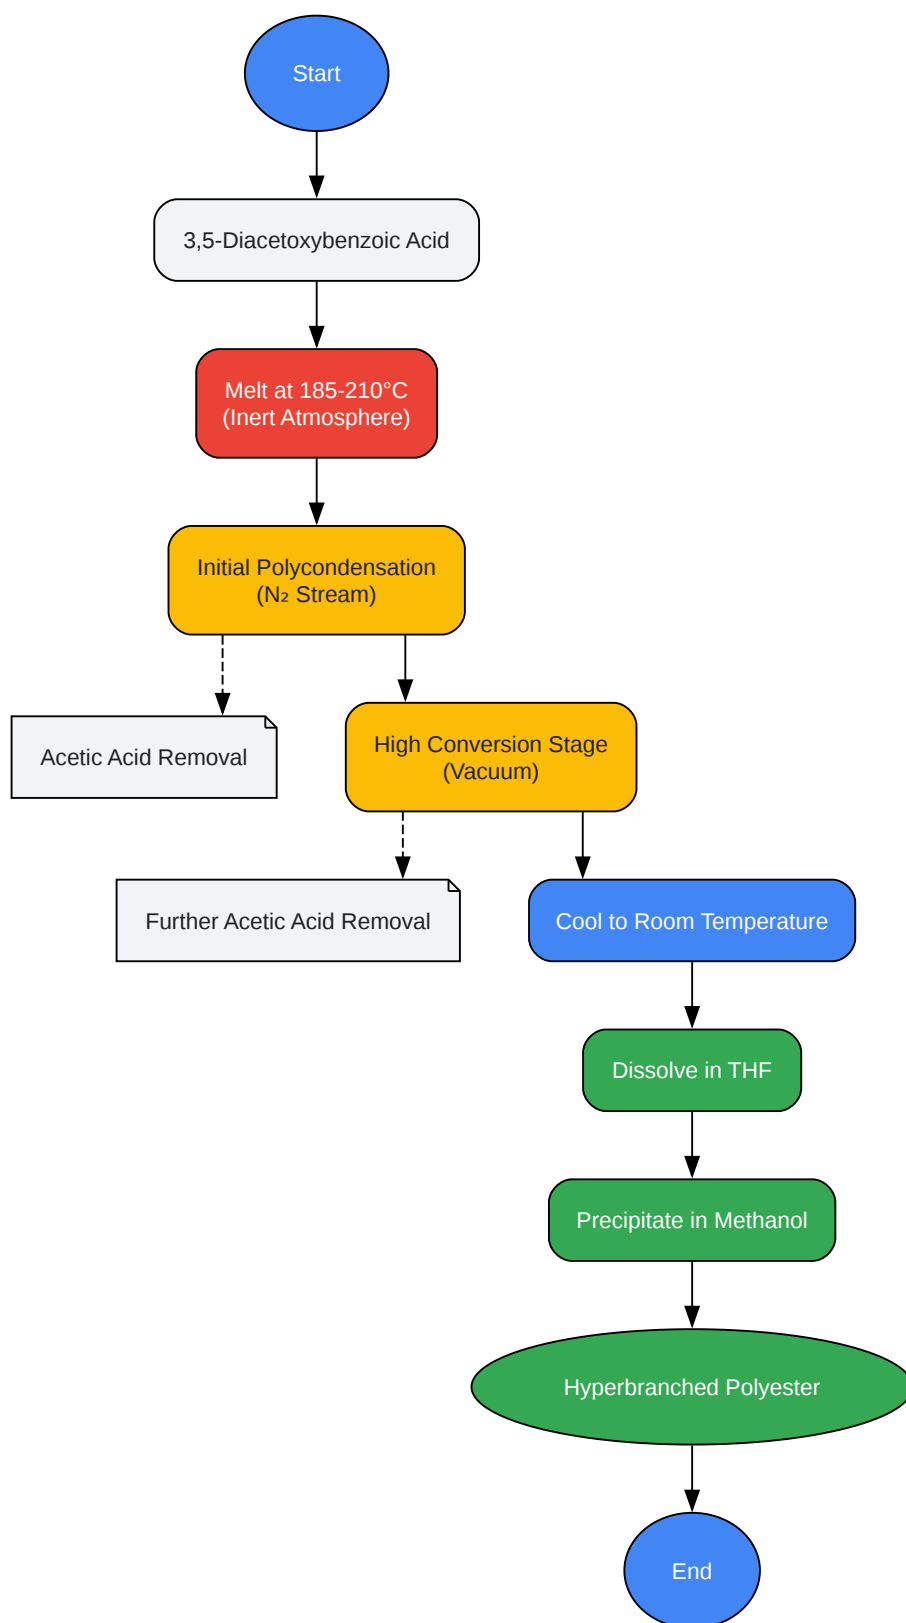 Start
3,5-Diacetoxybenzoic Acid
Melt at 185-210°C
(Inert Atmosphere)
Initial Polycondensation
(N₂ Stream)
Acetic Acid Removal
High Conversion Stage
(Vacuum)
Further Acetic Acid Removal
Cool to Room Temperature
Dissolve in THF
Precipitate in Methanol
Hyperbranched Polyester
End